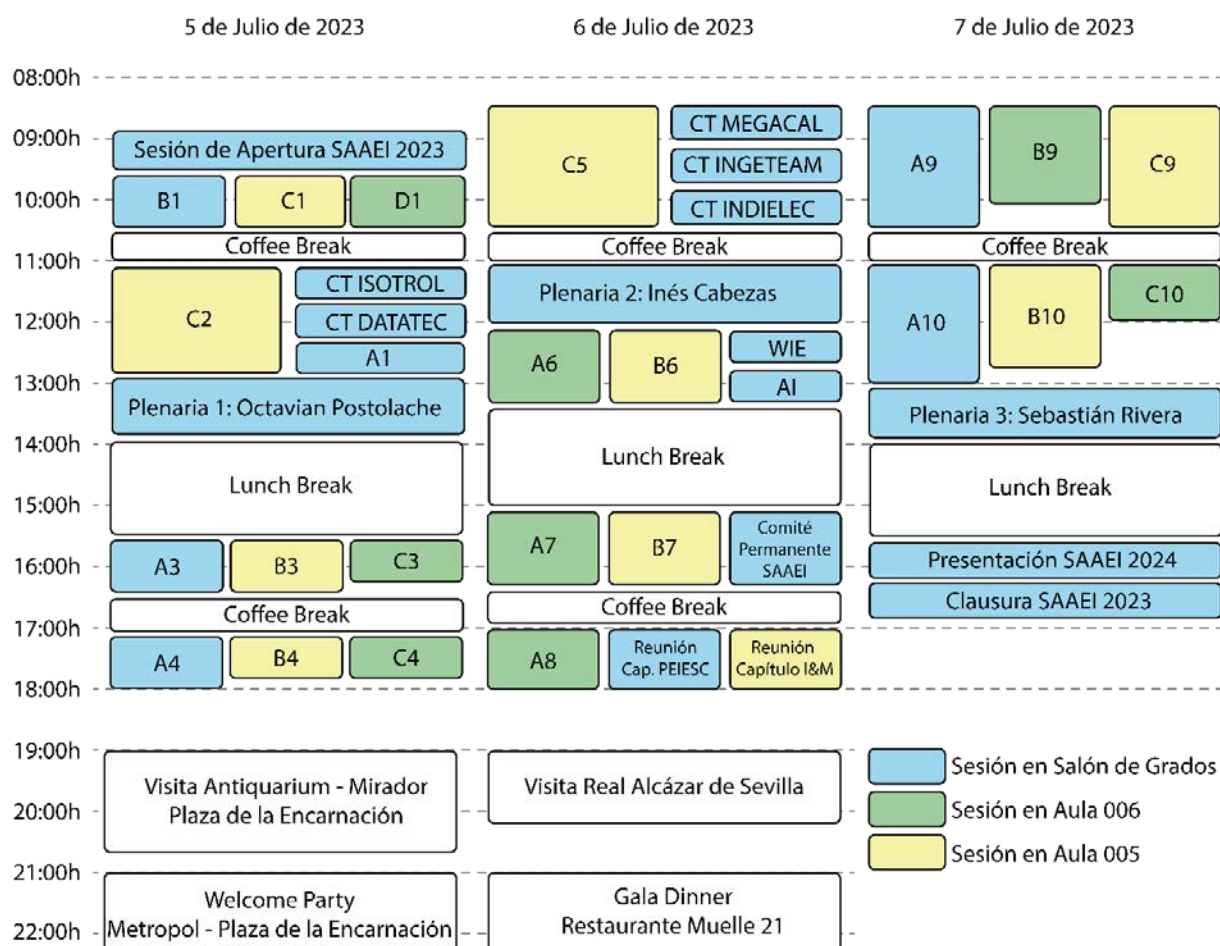 5 de Julio de 2023
6 de Julio de 2023
7 de Julio de 2023
08:00h
09:00h
10:00h
11:00h
12:00h
13:00h
14:00h
15:00h
16:00h
17:00h
18:00h
19:00h
20:00h
21:00h
22:00h
Sesión de Apertura SAAEI 2023
B1
C1
D1
Coffee Break
C2
CT ISOTROL
CT DATATEC
A1
Plenaria 1: Octavian Postolache
Lunch Break
A3
B3
C3
Coffee Break
A4
B4
C4
Visita Antiquarium - Mirador
Plaza de la Encarnación
Welcome Party
Metropol - Plaza de la Encarnación
C5
CT MEGACAL
CT INGETEAM
CT INDIELEC
Coffee Break
Plenaria 2: Inés Cabezas
A6
B6
WIE
AI
Lunch Break
A7
B7
Comité
Permanente
SAAEI
Coffee Break
A8
Reunión
Cap. PEIESC
Reunión
Capítulo I&M
Visita Real Alcázar de Sevilla
Gala Dinner
Restaurante Muelle 21
A9
B9
C9
Coffee Break
A10
B10
C10
Plenaria 3: Sebastián Rivera
Lunch Break
Presentación SAAEI 2024
Clausura SAAEI 2023
Sesión en Salón de Grados
Sesión en Aula 006
Sesión en Aula 005